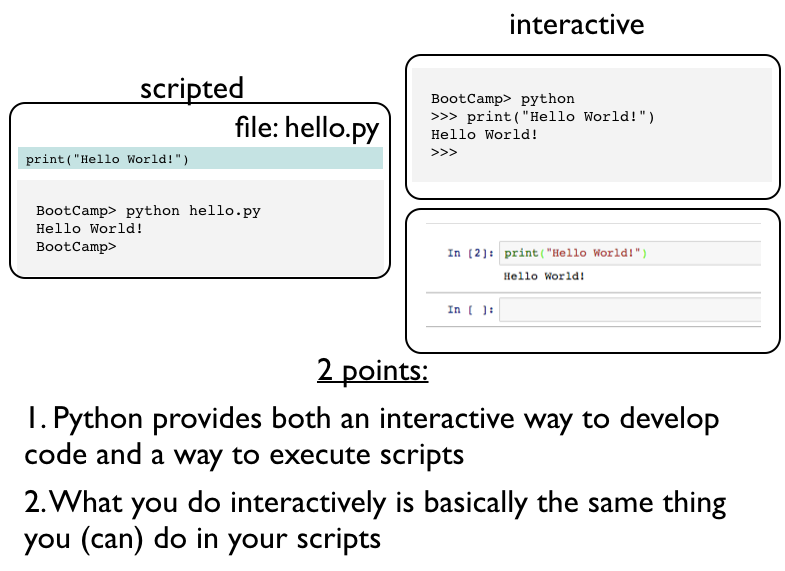 scripted
file: hello.py
print("Hello World!")
BootCamp> python hello.py
Hello World!
BootCamp>
interactive
BootCamp> python
>>> print("Hello World!")
Hello World!
>>>
In [2]: print("Hello World!")
Hello World!
In [ ]:
2 points:
1. Python provides both an interactive way to develop
code and a way to execute scripts
2. What you do interactively is basically the same thing
you (can) do in your scripts